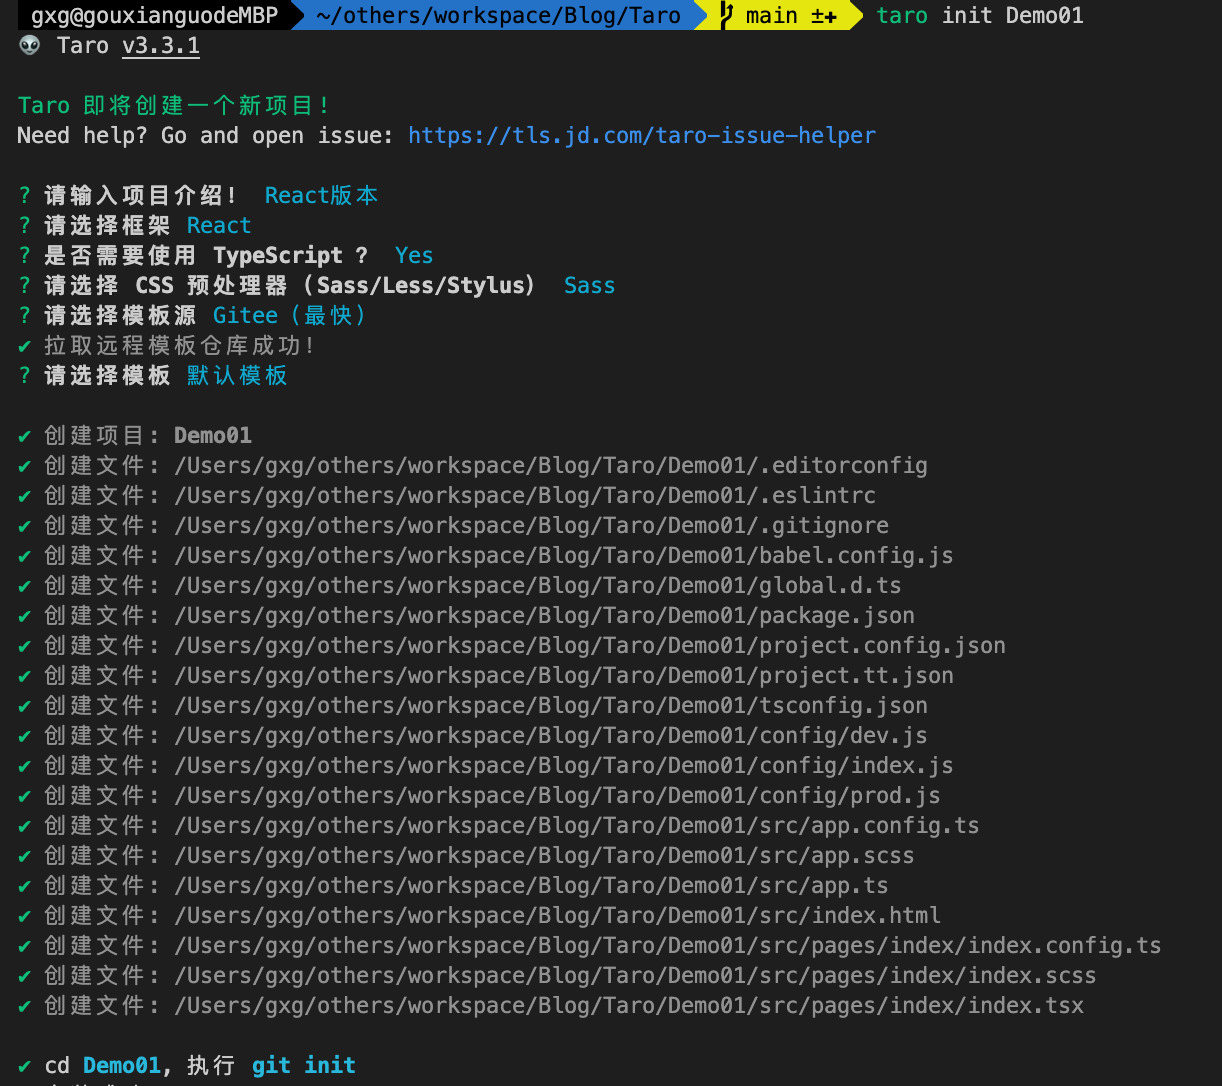 gxg@gouxianguodeMBP ~/others/workspace/Blog/Taro main ±✚ taro init Demo01
👽 Taro v3.3.1
Taro 即将创建一个新项目!
Need help? Go and open issue: https://tls.jd.com/taro-issue-helper
? 请输入项目介绍! React版本
? 请选择框架 React
? 是否需要使用 TypeScript ? Yes
? 请选择 CSS 预处理器（Sass/Less/Stylus） Sass
? 请选择模板源 Gitee（最快）
✔ 拉取远程模板仓库成功!
? 请选择模板 默认模板
✔ 创建项目: Demo01
✔ 创建文件: /Users/gxg/others/workspace/Blog/Taro/Demo01/.editorconfig
✔ 创建文件: /Users/gxg/others/workspace/Blog/Taro/Demo01/.eslintrc
✔ 创建文件: /Users/gxg/others/workspace/Blog/Taro/Demo01/.gitignore
✔ 创建文件: /Users/gxg/others/workspace/Blog/Taro/Demo01/babel.config.js
✔ 创建文件: /Users/gxg/others/workspace/Blog/Taro/Demo01/global.d.ts
✔ 创建文件: /Users/gxg/others/workspace/Blog/Taro/Demo01/package.json
✔ 创建文件: /Users/gxg/others/workspace/Blog/Taro/Demo01/project.config.json
✔ 创建文件: /Users/gxg/others/workspace/Blog/Taro/Demo01/project.tt.json
✔ 创建文件: /Users/gxg/others/workspace/Blog/Taro/Demo01/tsconfig.json
✔ 创建文件: /Users/gxg/others/workspace/Blog/Taro/Demo01/config/dev.js
✔ 创建文件: /Users/gxg/others/workspace/Blog/Taro/Demo01/config/index.js
✔ 创建文件: /Users/gxg/others/workspace/Blog/Taro/Demo01/config/prod.js
✔ 创建文件: /Users/gxg/others/workspace/Blog/Taro/Demo01/src/app.config.ts
✔ 创建文件: /Users/gxg/others/workspace/Blog/Taro/Demo01/src/app.scss
✔ 创建文件: /Users/gxg/others/workspace/Blog/Taro/Demo01/src/app.ts
✔ 创建文件: /Users/gxg/others/workspace/Blog/Taro/Demo01/src/index.html
✔ 创建文件: /Users/gxg/others/workspace/Blog/Taro/Demo01/src/pages/index/index.config.ts
✔ 创建文件: /Users/gxg/others/workspace/Blog/Taro/Demo01/src/pages/index/index.scss
✔ 创建文件: /Users/gxg/others/workspace/Blog/Taro/Demo01/src/pages/index/index.tsx
✔ cd Demo01, 执行 git init